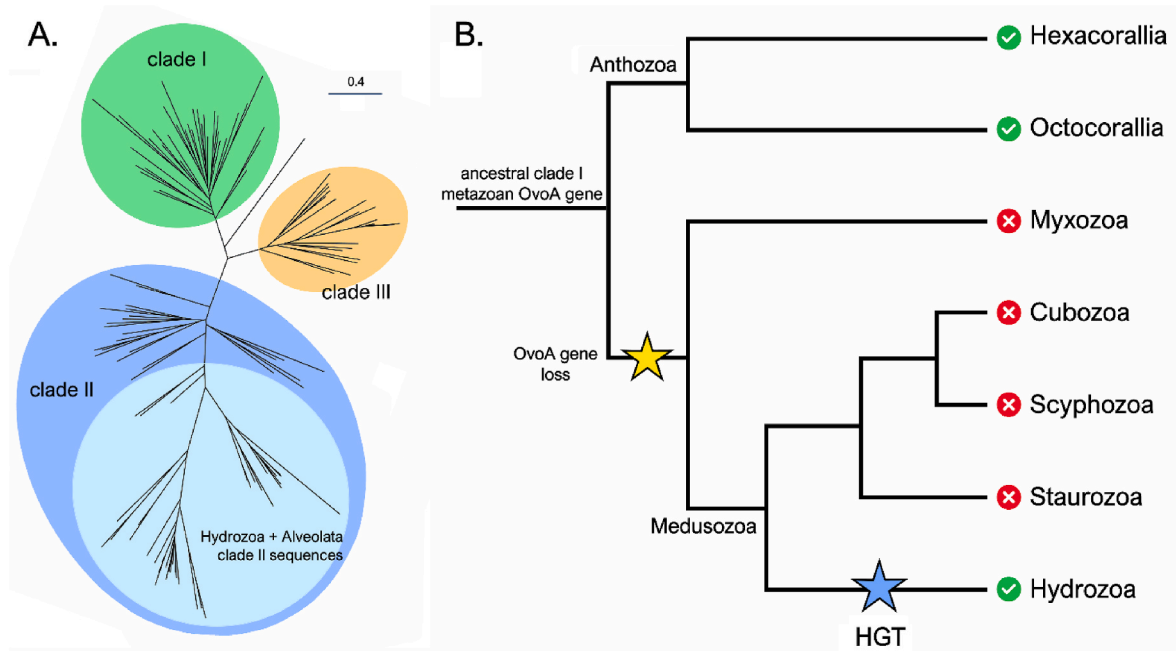 A.
clade I
0.4
clade III
clade II
Hydrozoa + Alveolata
clade II sequences
B.
Anthozoa
ancestral clade I
metazoan OvoA gene
OvoA gene
loss
Medusozoa
HGT
Hexacorallia
Octocorallia
Myxozoa
Cubozoa
Scyphozoa
Staurozoa
Hydrozoa